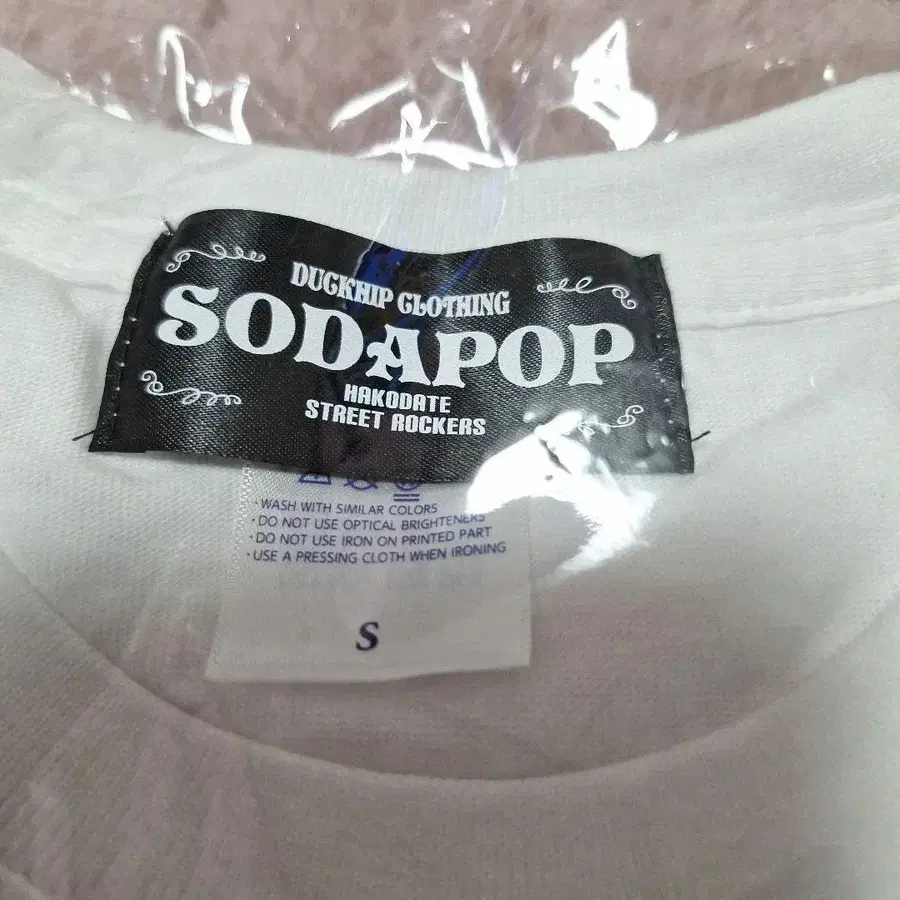 DUCKHIP CLOTHING
SODAPOP
HAKODATE
STREET ROCKERS
・WASH WITH SIMILAR COLORS
・DO NOT USE OPTICAL BRIGHTENERS
・DO NOT USE IRON ON PRINTED PART
・USE A PRESSING CLOTH WHEN IRONING
S